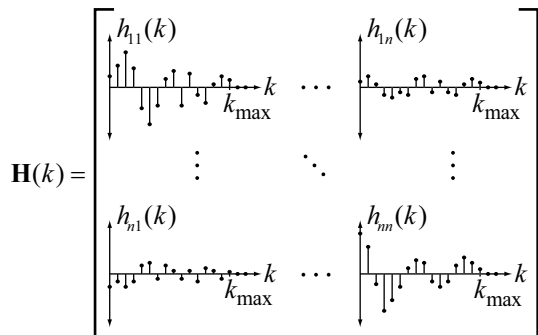 h₁₁(k) h₁ₙ(k)
k ··· k
kₘₐₓ kₘₐₓ
𝐇(k) = ⋮ ⋱ ⋮
hₙ₁(k) hₙₙ(k)
k ··· k
kₘₐₓ kₘₐₓ